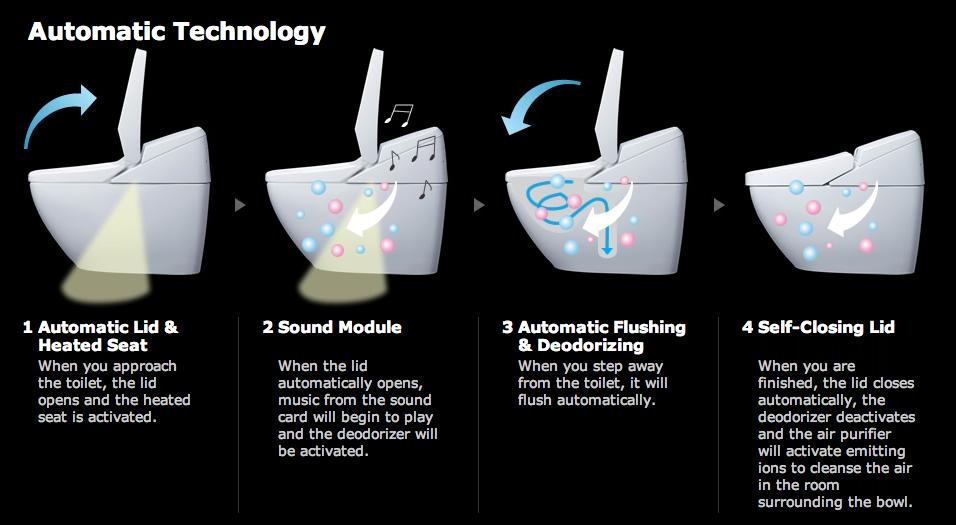 Automatic Technology
1 Automatic Lid &
Heated Seat
When you approach
the toilet, the lid
opens and the heated
seat is activated.
2 Sound Module
When the lid
automatically opens,
music from the sound
card will begin to play
and the deodorizer will
be activated.
3 Automatic Flushing
& Deodorizing
When you step away
from the toilet, it will
flush automatically.
4 Self-Closing Lid
When you are
finished, the lid closes
automatically, the
deodorizer deactivates
and the air purifier
will activate emitting
ions to cleanse the air
in the room
surrounding the bowl.